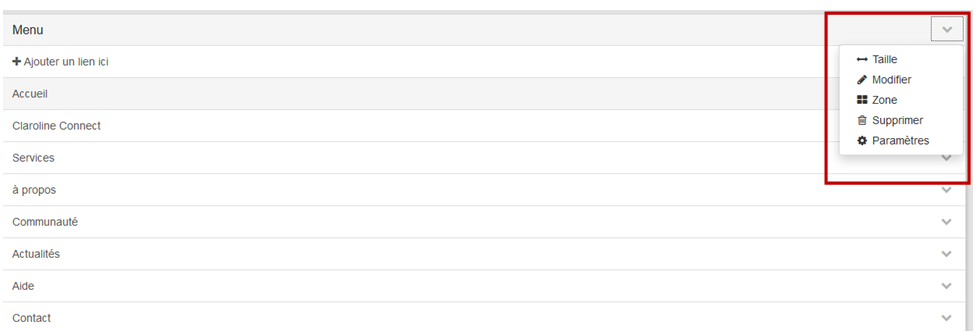 Menu
Ajouter un lien ici
Accueil
Claroline Connect
Services
à propos
Communauté
Actualités
Aide
Contact
Taille
Modifier
Zone
Supprimer
Paramètres